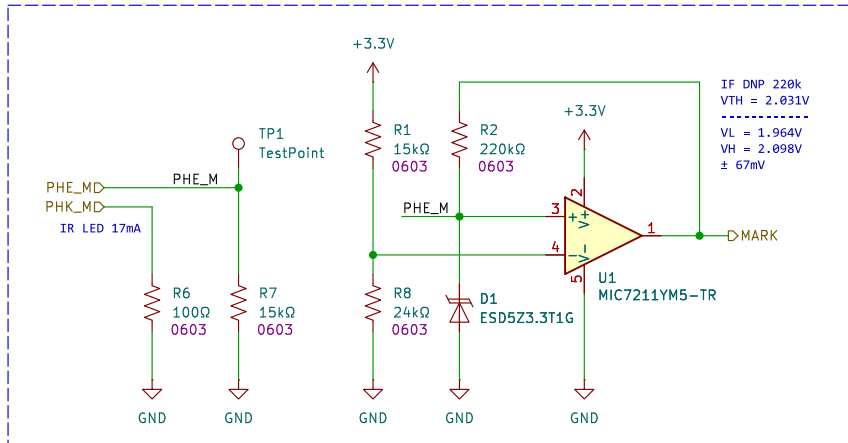 +3.3V
IF DNP 220k
VTH = 2.031V
-------------
VL = 1.964V
VH = 2.098V
± 67mV
+3.3V
TP1
TestPoint
R1
15kΩ
0603
R2
220kΩ
0603
PHE_M
PHE_M
PHK_M
IR LED 17mA
PHE_M
2
3
+
V+
4
-
V-
5
1
MARK
U1
MIC7211YM5-TR
R6
100Ω
0603
R7
15kΩ
0603
R8
24kΩ
0603
D1
ESD5Z3.3T1G
GND
GND
GND
GND
GND